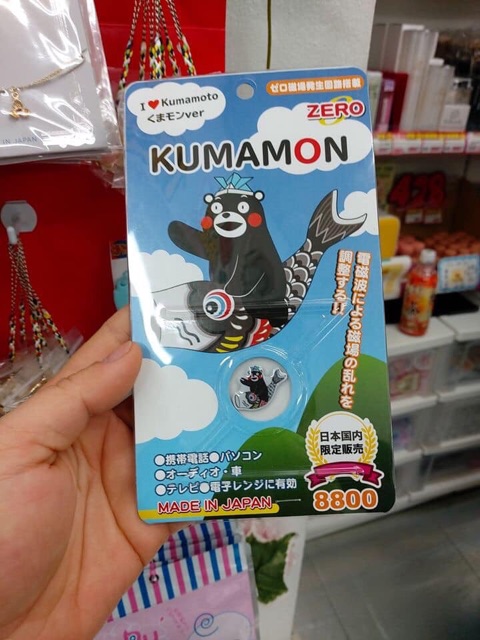 IN JAPAN
I ♥ Kumamoto
くまモンver
ゼロ磁場発生回路搭載
ZERO
KUMAMON
電磁波による磁場の乱れを
調整する!!
日本国内
限定販売
●携帯電話●パソコン
●オーディオ・車
●テレビ●電子レンジに有効
MADE IN JAPAN
8800